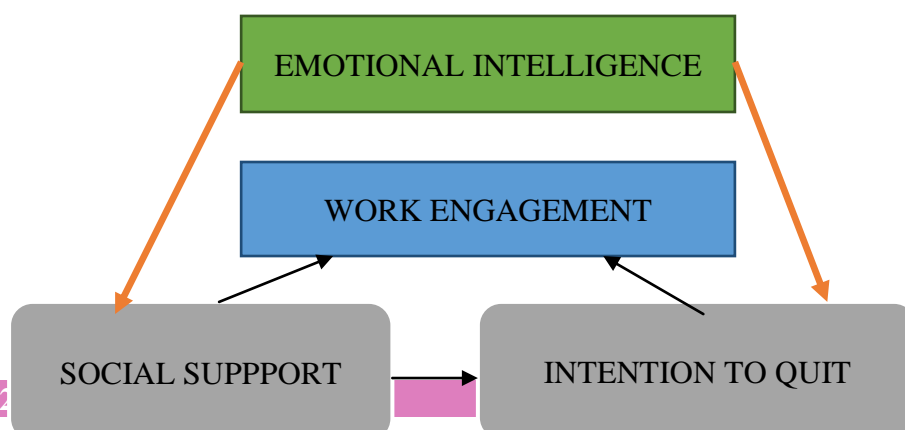 EMOTIONAL INTELLIGENCE
WORK ENGAGEMENT
SOCIAL SUPPPORT
INTENTION TO QUIT